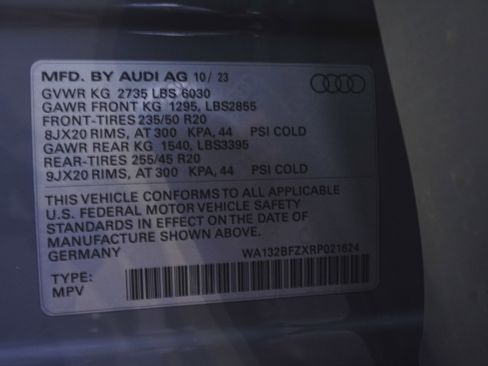 MFD. BY AUDI AG 10/23
GVWR KG 2735 LBS 6030
GAWR FRONT KG 1295, LBS2855
FRONT-TIRES 235/50 R20
8JX20 RIMS, AT 300 KPA, 44 PSI COLD
GAWR REAR KG 1540, LBS3395
REAR-TIRES 255/45 R20
9JX20 RIMS, AT 300 KPA, 44 PSI COLD
THIS VEHICLE CONFORMS TO ALL APPLICABLE
U.S. FEDERAL MOTOR VEHICLE SAFETY
STANDARDS IN EFFECT ON THE DATE OF
MANUFACTURE SHOWN ABOVE.
GERMANY WA132BFZXRP021624
TYPE:
MPV